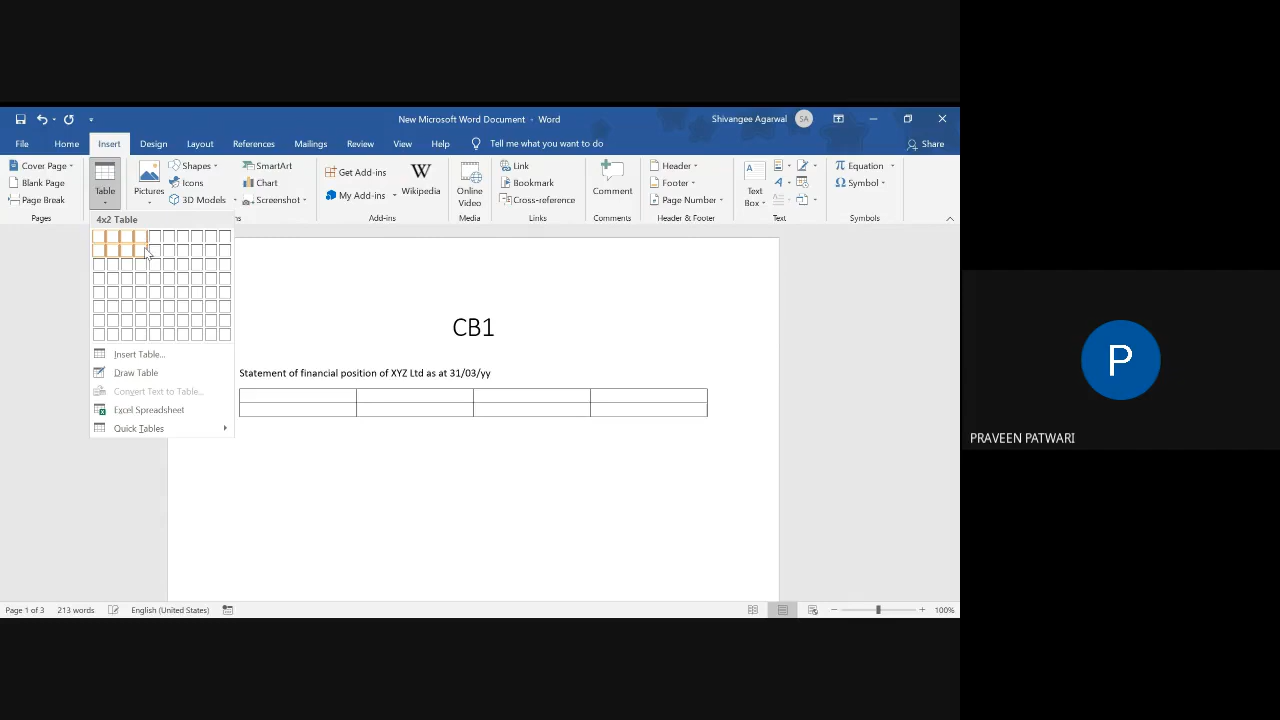 New Microsoft Word Document - Word
Shivangee Agarwal
SA
File Home Insert Design Layout References Mailings Review View Help Tell me what you want to do Share
Cover Page
Blank Page
Page Break
Pages
Table
Pictures
Shapes
Icons
3D Models
SmartArt
Chart
Screenshot
Get Add-ins
My Add-ins
Wikipedia
Add-ins
Online
Video
Media
Link
Bookmark
Cross-reference
Links
Comment
Comments
Header
Footer
Page Number
Header & Footer
Text
Box
Text
Equation
Symbol
Symbols
4x2 Table
Insert Table...
Draw Table
Convert Text to Table...
Excel Spreadsheet
Quick Tables
CB1
Statement of financial position of XYZ Ltd as at 31/03/yy
Page 1 of 3 213 words English (United States) 100%
P
PRAVEEN PATWARI